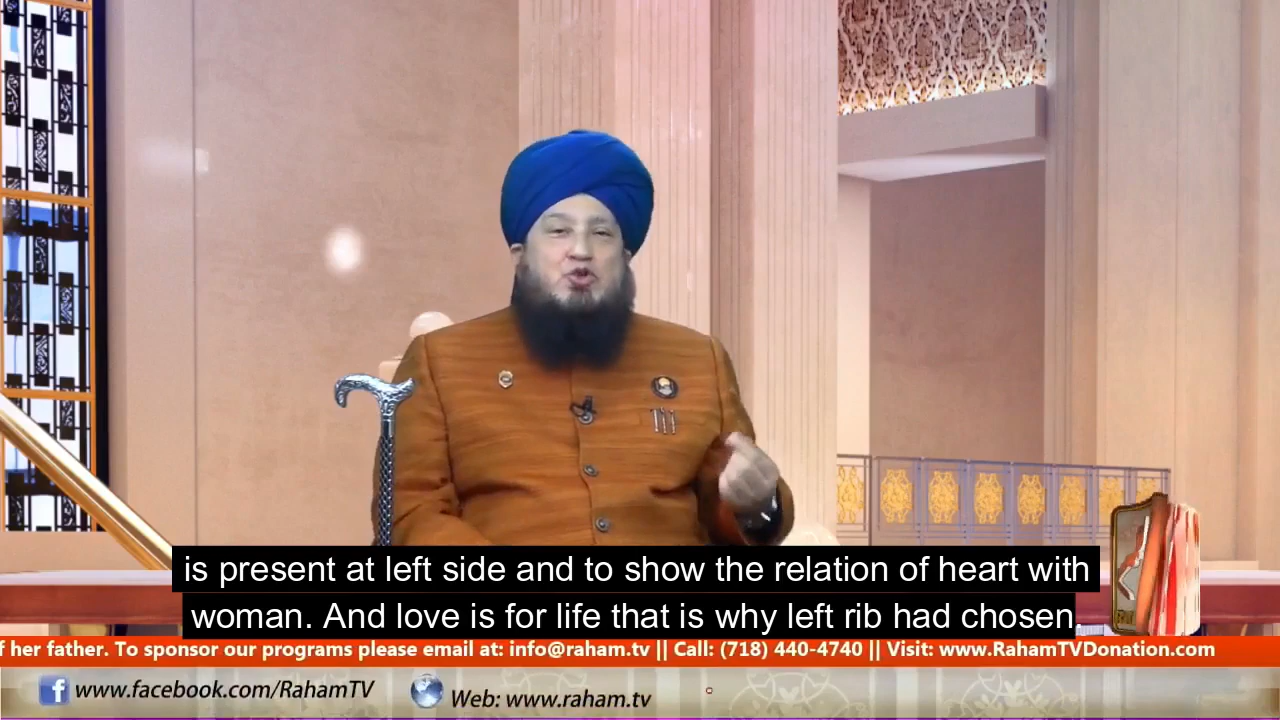 is present at left side and to show the relation of heart with
woman. And love is for life that is why left rib had chosen.
f her father. To sponsor our programs please email at: info@raham.tv || Call: (718) 440-4740 || Visit: www.RahamTVDonation.com
f www.facebook.com/RahamTV Web: www.raham.tv